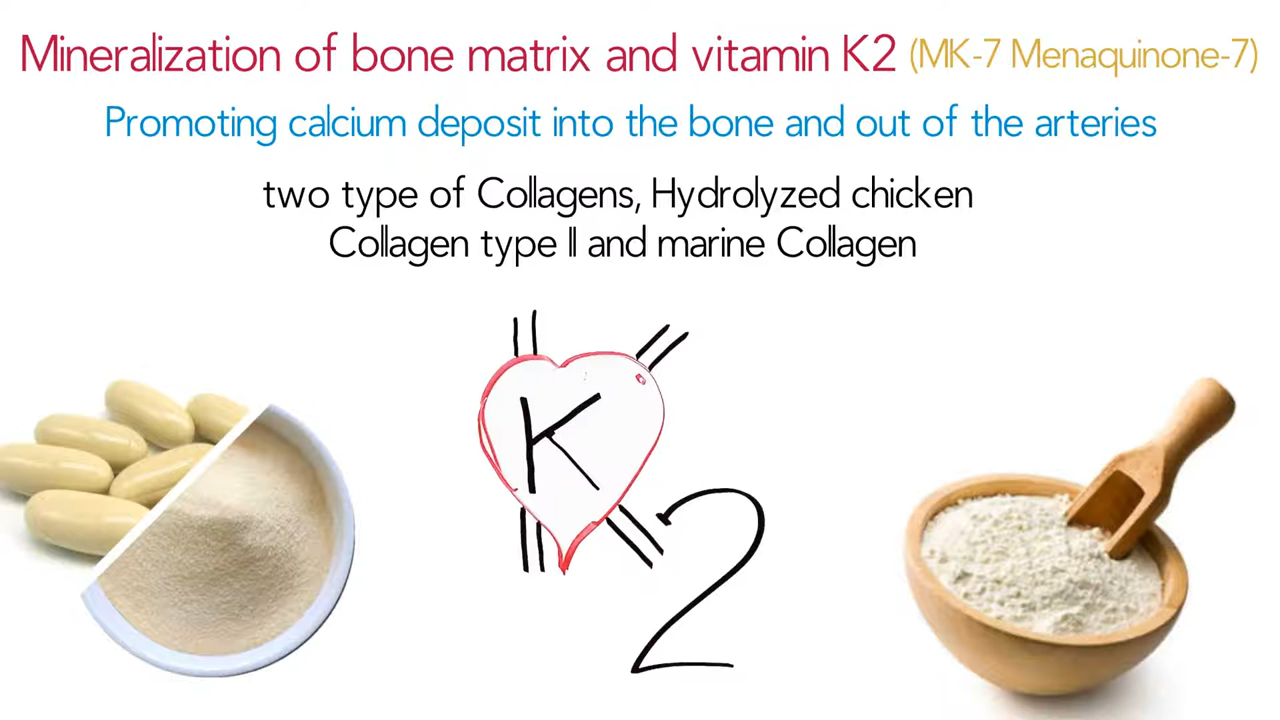 Mineralization of bone matrix and vitamin K2 (MK-7 Menaquinone-7)
Promoting calcium deposit into the bone and out of the arteries
two type of Collagens, Hydrolyzed chicken
Collagen type II and marine Collagen
K
2